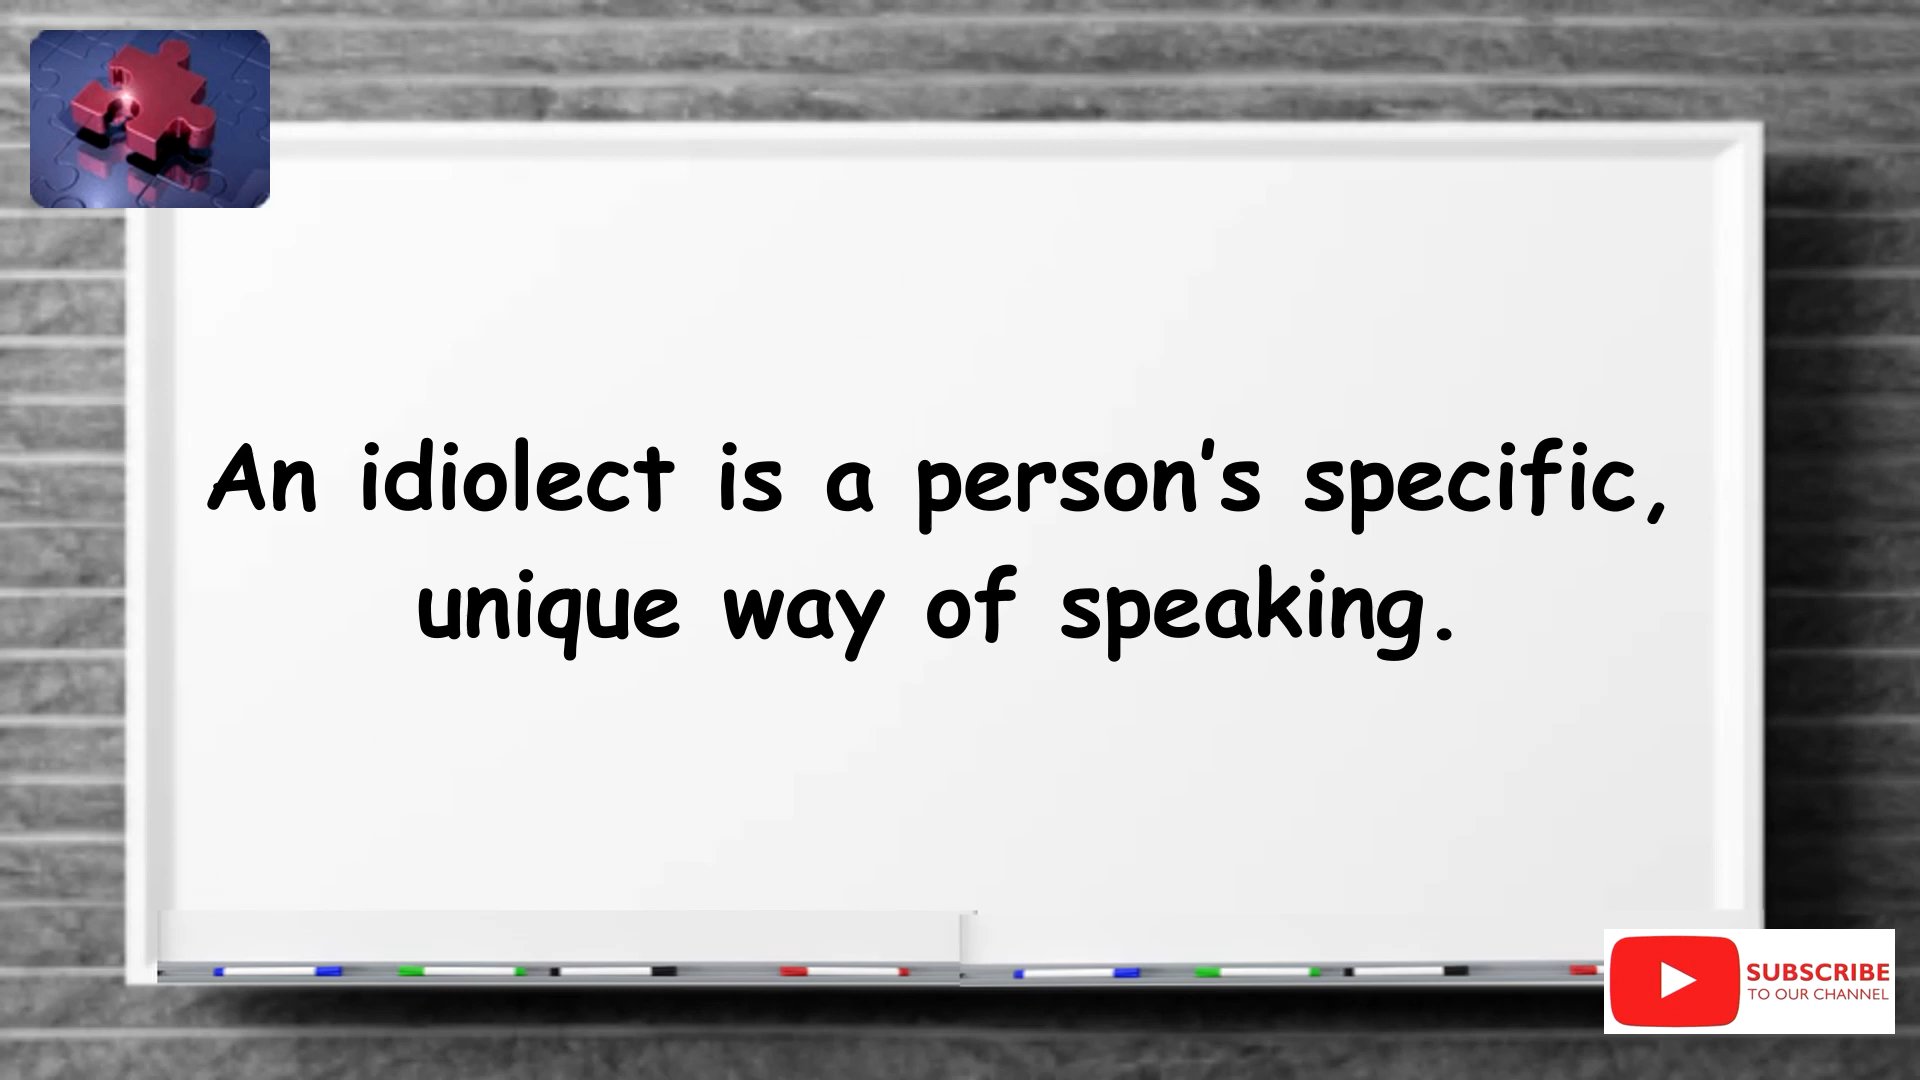 An idiolect is a person's specific,
unique way of speaking.
SUBSCRIBE
TO OUR CHANNEL